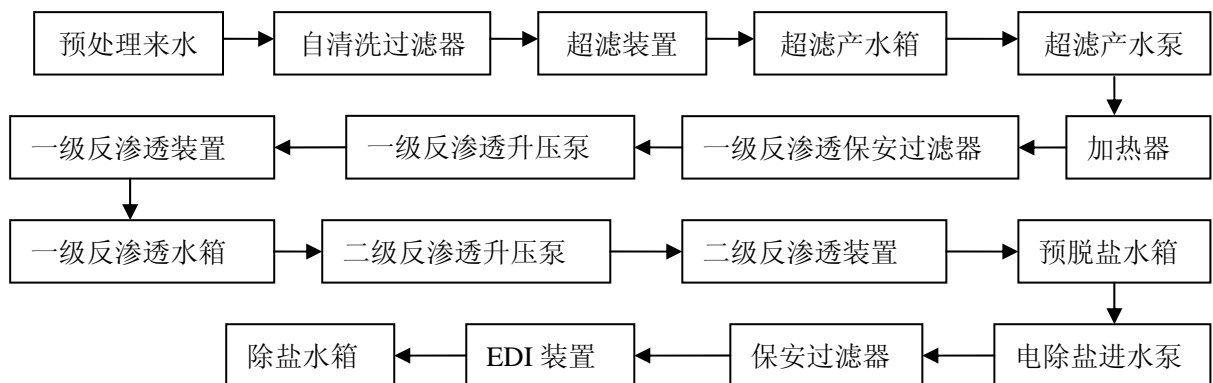 预处理来水 自清洗过滤器 超滤装置 超滤产水箱 超滤产水泵
一级反渗透装置 一级反渗透升压泵 一级反渗透保安过滤器 加热器
一级反渗透水箱 二级反渗透升压泵 二级反渗透装置 预脱盐水箱
除盐水箱 EDI 装置 保安过滤器 电除盐进水泵